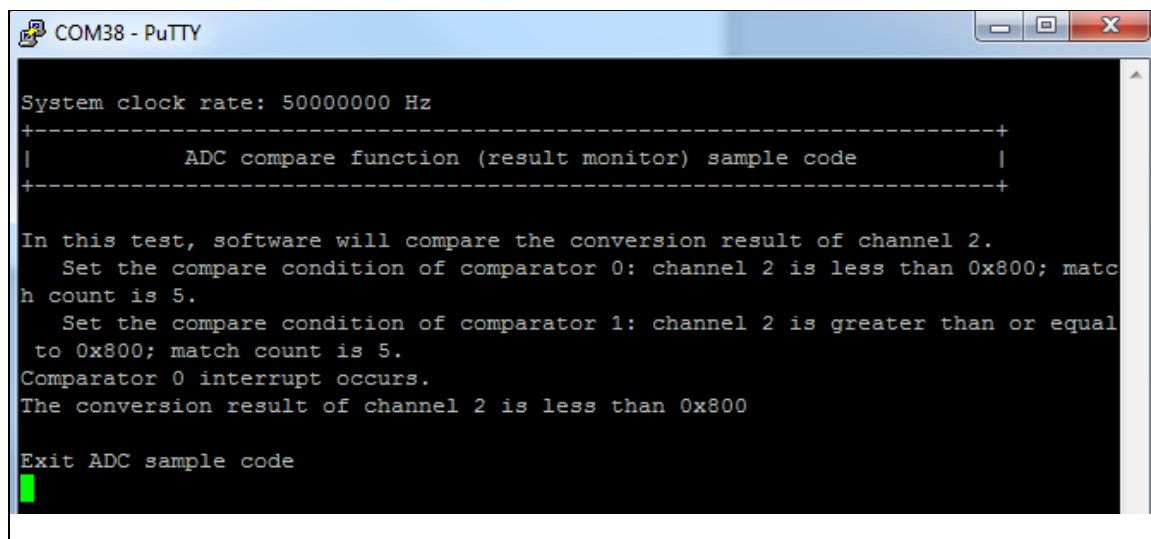 COM38 - PuTTY
System clock rate: 50000000 Hz
+----------------------------------------------------------------------+
|           ADC compare function (result monitor) sample code          |
+----------------------------------------------------------------------+
In this test, software will compare the conversion result of channel 2.
   Set the compare condition of comparator 0: channel 2 is less than 0x800; matc
h count is 5.
   Set the compare condition of comparator 1: channel 2 is greater than or equal
 to 0x800; match count is 5.
Comparator 0 interrupt occurs.
The conversion result of channel 2 is less than 0x800
Exit ADC sample code